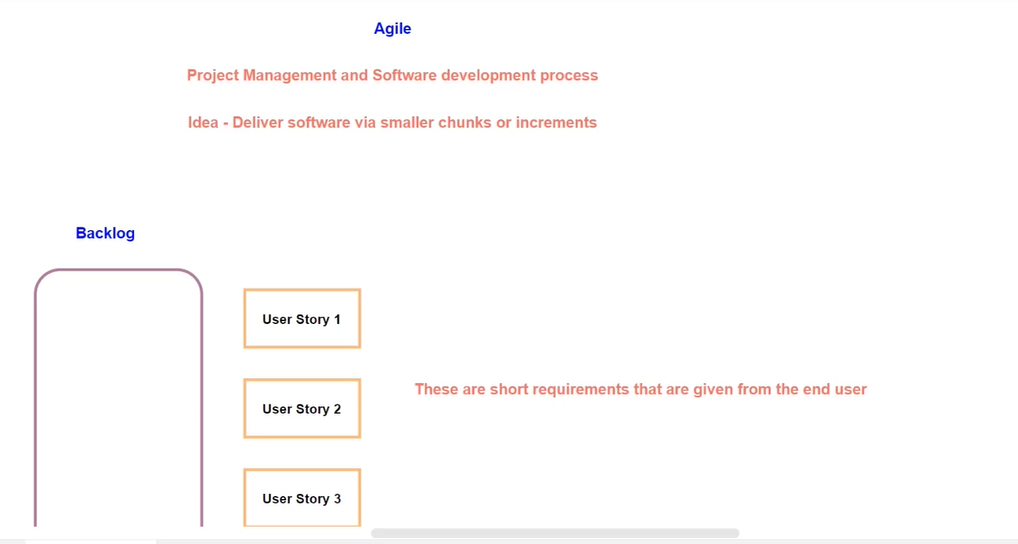 Agile
Project Management and Software development process
Idea - Deliver software via smaller chunks or increments
Backlog
User Story 1
These are short requirements that are given from the end user
User Story 2
User Story 3